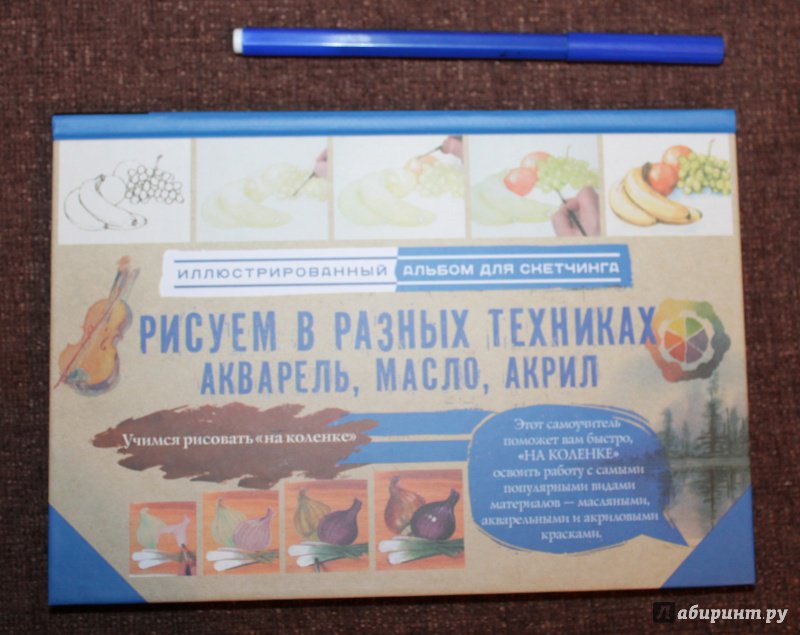 ИЛЛЮСТРИРОВАННЫЙ АЛЬБОМ ДЛЯ СКЕТЧИНГА
РИСУЕМ В РАЗНЫХ ТЕХНИКАХ
АКВАРЕЛЬ, МАСЛО, АКРИЛ
Учимся рисовать «на коленке»
Этот самоучитель
поможет вам быстро,
«НА КОЛЕНКЕ»
освоить работу с самыми
популярными видами
материалов — масляными,
акварельными и акриловыми
красками.
Лабиринт.ру